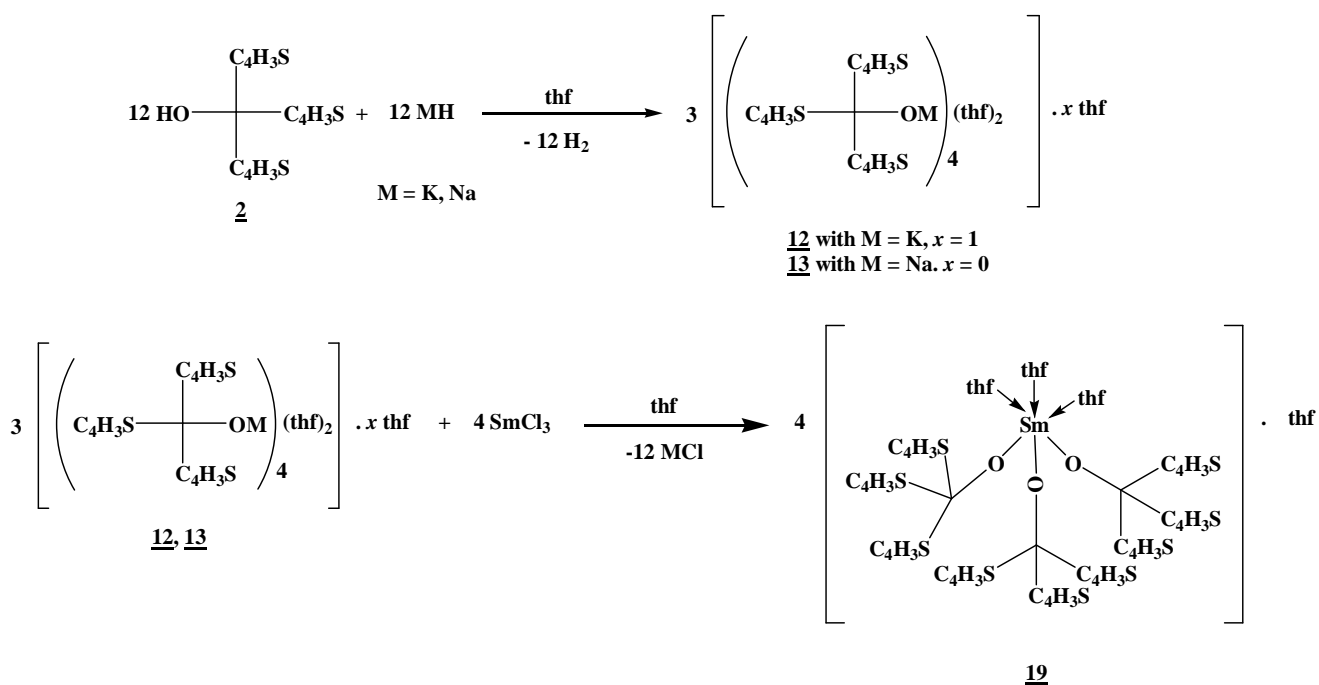 C4H3S
12 HO C4H3S + 12 MH thf - 12 H2 3 C4H3S OM (thf)2 . x thf
C4H3S
C4H3S
C4H3S
4
M = K, Na
2
12 with M = K, x = 1
13 with M = Na. x = 0
3 C4H3S OM (thf)2 . x thf + 4 SmCl3 thf -12 MCl 4
C4H3S
C4H3S
4
12, 13
thf
thf
thf
Sm
. thf
O
O
O
C4H3S
C4H3S
C4H3S
C4H3S
C4H3S
C4H3S
C4H3S
C4H3S
C4H3S
19